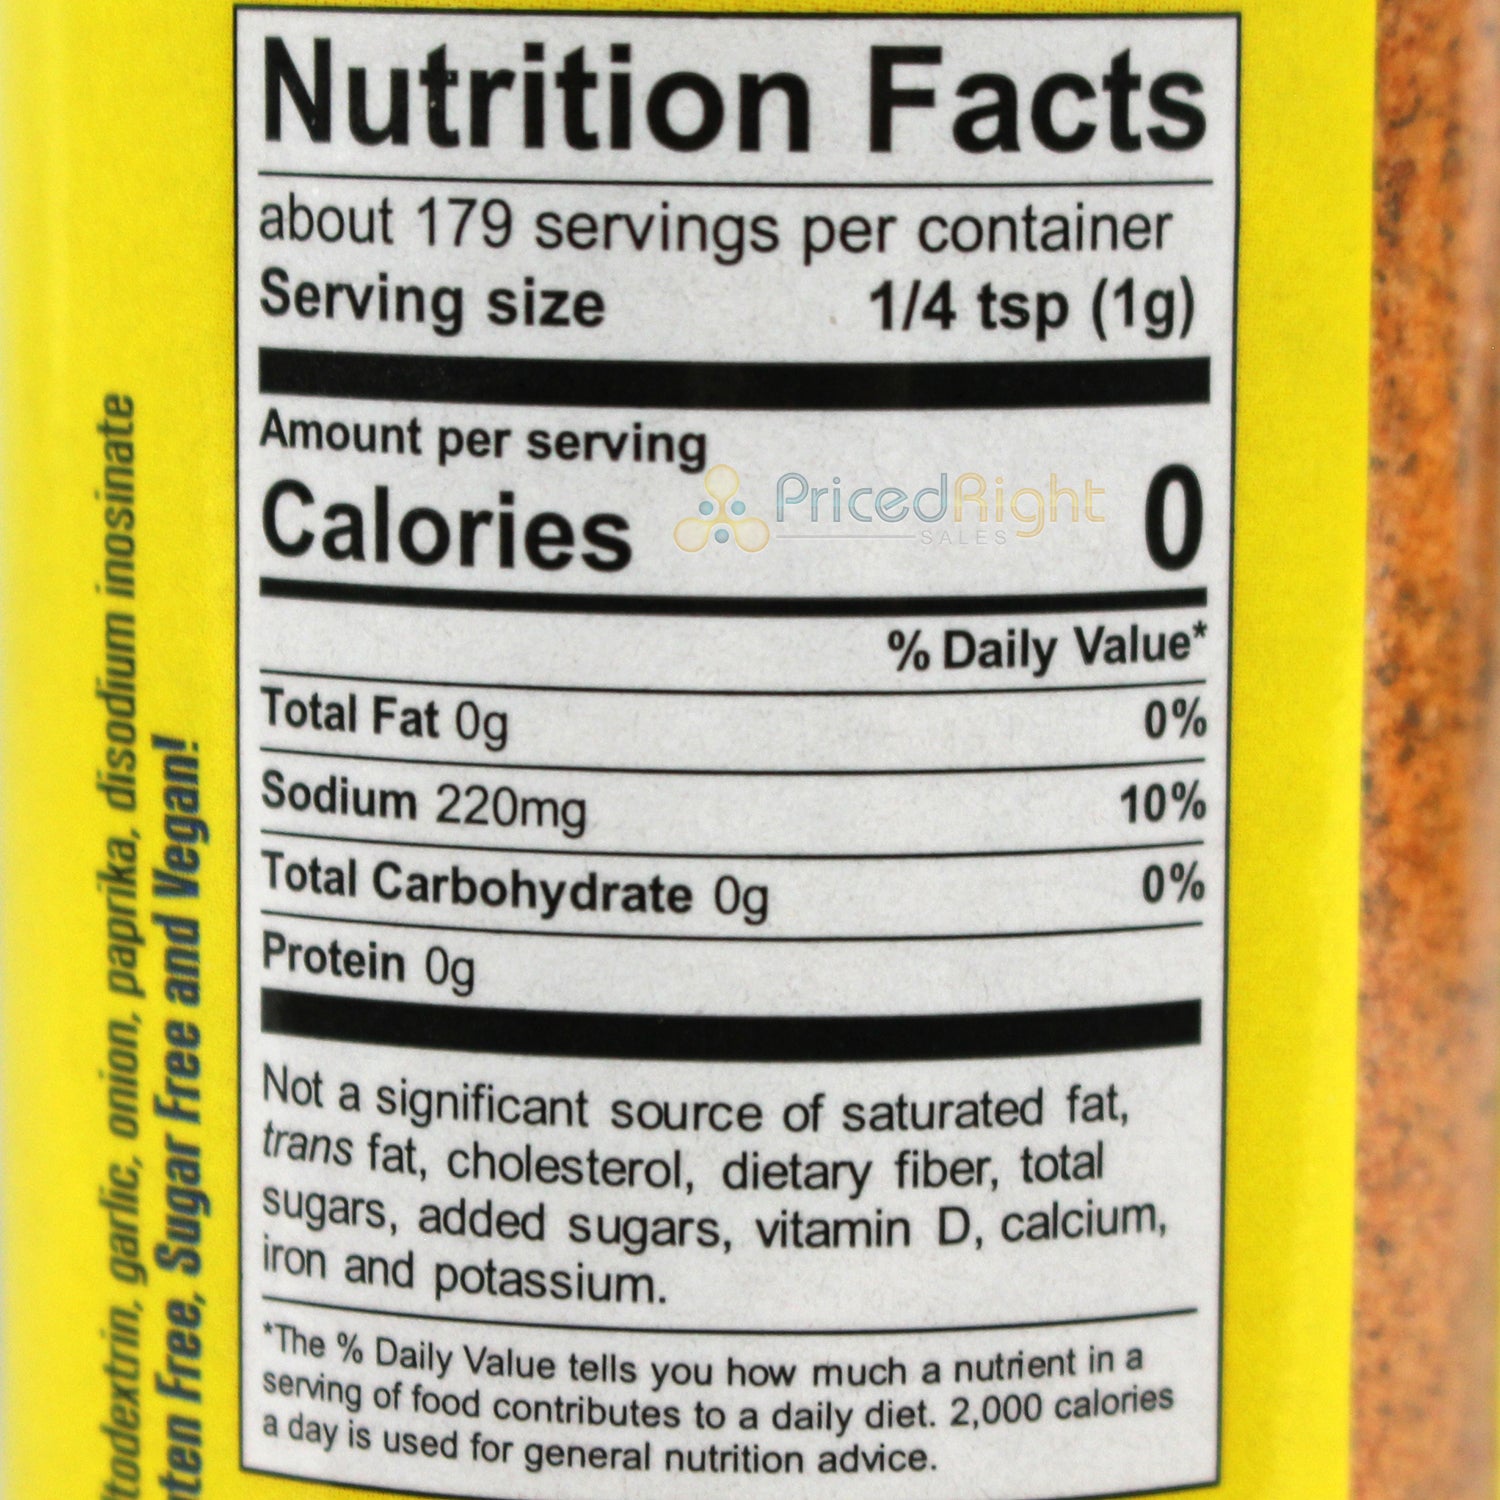 Nutrition Facts
about 179 servings per container
Serving size 1/4 tsp (1g)
Amount per serving
Calories 0
PricedRight
SALES
% Daily Value*
Total Fat 0g 0%
Sodium 220mg 10%
Total Carbohydrate 0g 0%
Protein 0g
Not a significant source of saturated fat,
trans fat, cholesterol, dietary fiber, total
sugars, added sugars, vitamin D, calcium,
iron and potassium.
*The % Daily Value tells you how much a nutrient in a
serving of food contributes to a daily diet. 2,000 calories
a day is used for general nutrition advice.
garlic, onion, paprika, disodium inosinate
Free, Sugar Free and Vegan!